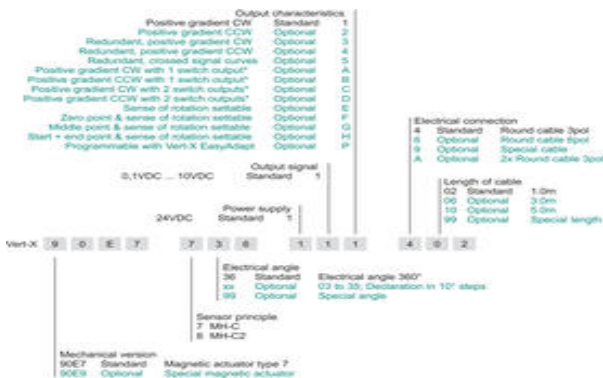 Output characteristics
Positive gradient CW Standard 1
Positive gradient CCW Optional 2
Redundant, positive gradient CW Optional 3
Redundant, positive gradient CCW Optional 4
Redundant, crossed signal curves Optional 5
Positive gradient CW with 1 switch output* Optional A
Positive gradient CCW with 1 switch output* Optional B
Positive gradient CW with 2 switch outputs* Optional C
Positive gradient CCW with 2 switch outputs* Optional D
Sense of rotation settable Optional E
Zero point & sense of rotation settable Optional F
Middle point & sense of rotation settable Optional G
Start + end point & sense of rotation settable Optional H
Programmable with Vert-X EasyAdapt Optional P
Electrical connection
4 Standard Round cable 3pol
6 Optional Round cable 6pol
9 Optional Special cable
A Optional 2x Round cable 3pol
Output signal
0,1VDC ... 10VDC Standard 1
Length of cable
02 Standard 1.0m
06 Optional 3.0m
10 Optional 5.0m
99 Optional Special length
Power supply
24VDC Standard 1
Vert-X 9 0 E 7 7 3 6 1 1 1 4 0 2
Electrical angle
36 Standard Electrical angle 360°
xx Optional 03 to 35; Declaration in 10° steps
99 Optional Special angle
Sensor principle
7 MH-C
8 MH-C2
Mechanical version
90E7 Standard Magnetic actuator type 7
90E9 Optional Special magnetic actuator